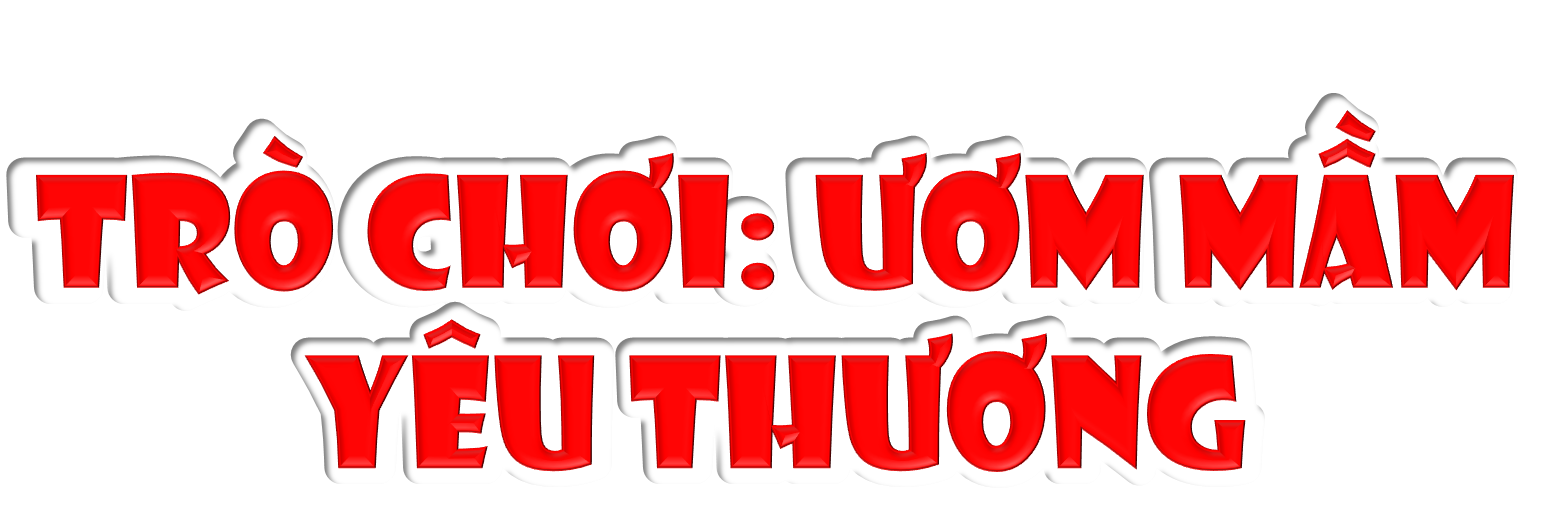 TRÒ CHƠI: ƯƠM MẦM
YÊU THƯƠNG